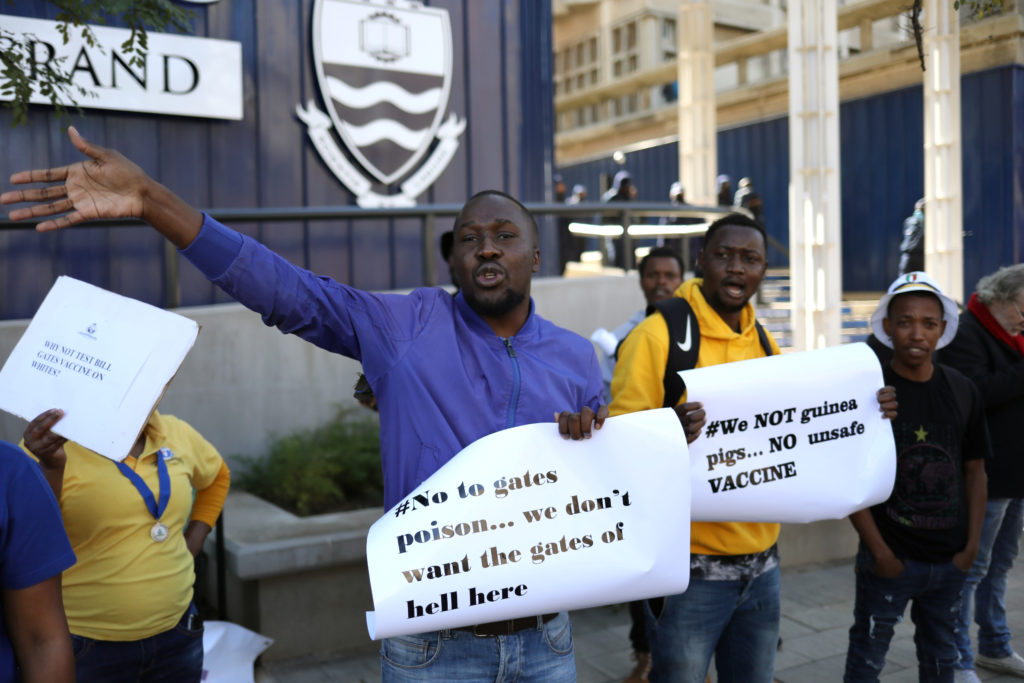 RAND
WHY NOT TEST BILL
GATES VACCINE ON
WHITES?
#No to gates
poison... we don't
want the gates of
hell here
#We NOT guinea
pigs... NO unsafe
VACCINE